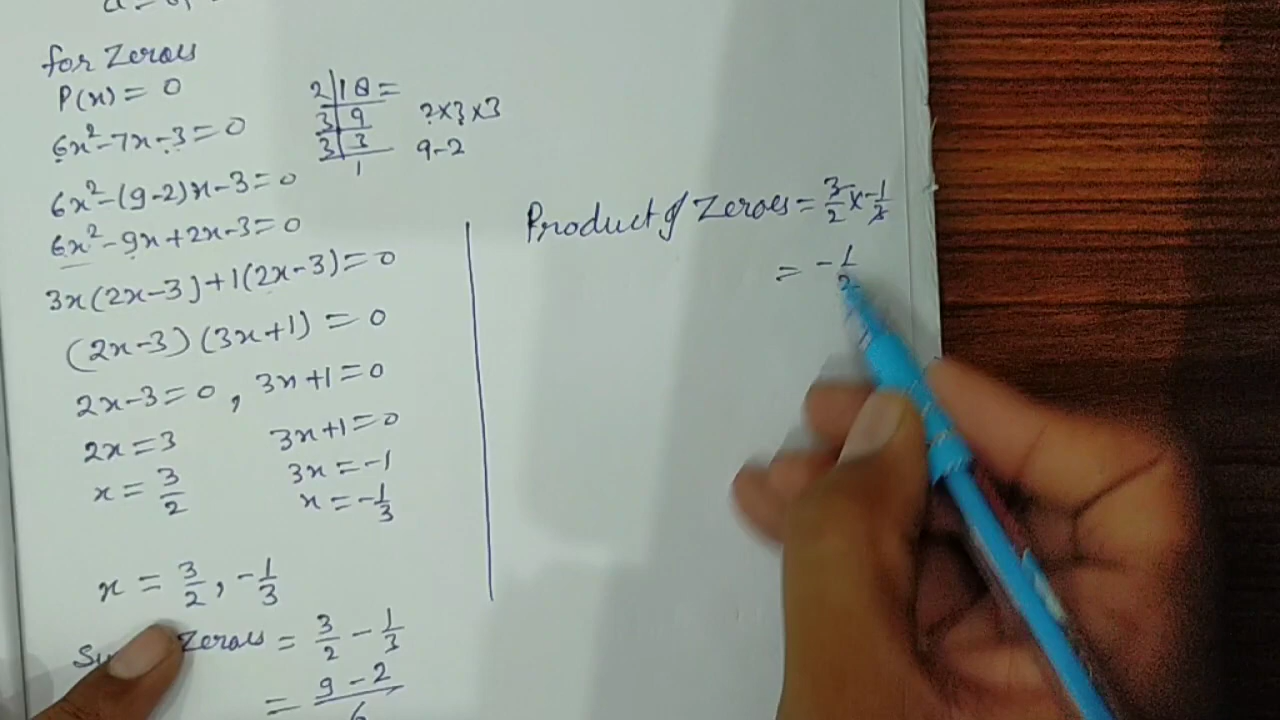 for Zeroes
P(x) = 0
6x²-7x-3=0
6x²-(9-2)x-3=0
6x²-9x+2x-3=0
3x(2x-3)+1(2x-3)=0
(2x-3)(3x+1)=0
2x-3=0, 3x+1=0
2x=3 3x+1=0
x=3/2 3x=-1
x=-1/3
x=3/2, -1/3
Zeroes = 3/2 - 1/3
= 9-2/6
2|18=
3|9
3|3
1
2×3×3
9-2
Product of Zeroes = 3/2 × -1/3
= -1/2